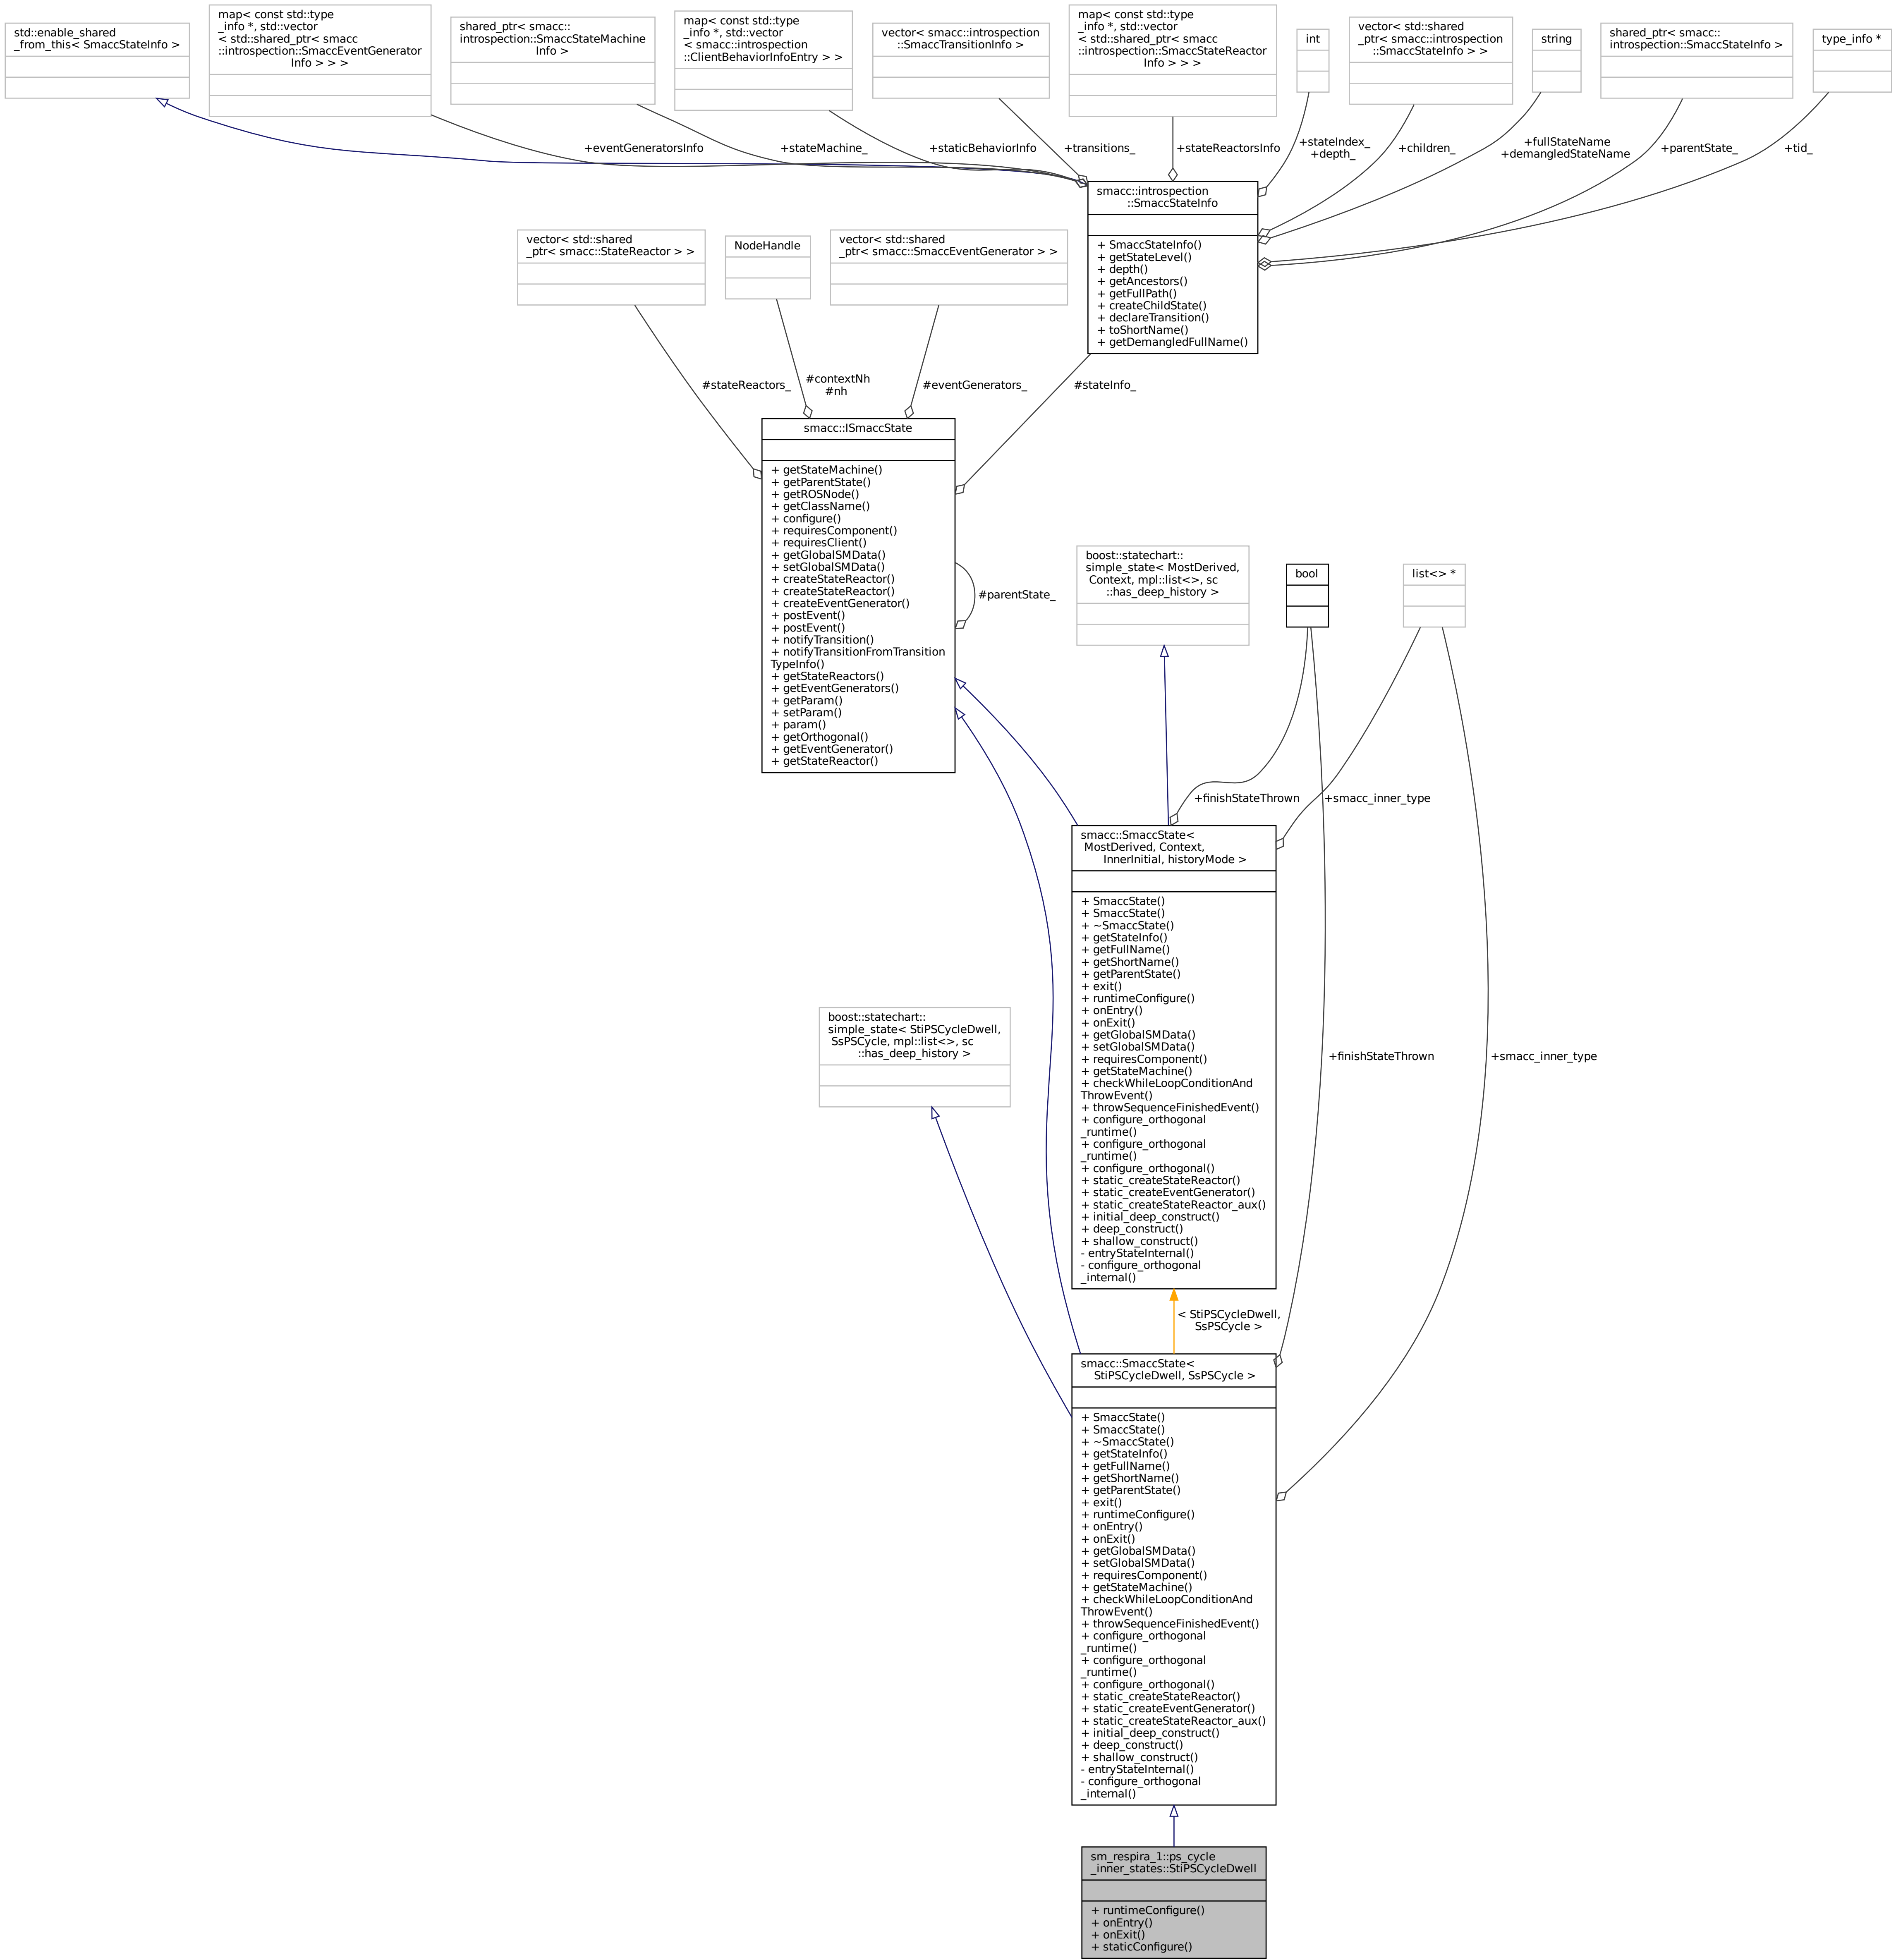 std::enable_shared
_from_this< SmaccStateInfo >
map< const std::type
_info *, std::vector
< std::shared_ptr< smacc
::introspection::SmaccEventGenerator
Info > > >
shared_ptr< smacc::
introspection::SmaccStateMachine
Info >
map< const std::type
_info *, std::vector
< smacc::introspection
::ClientBehaviorInfoEntry > >
vector< smacc::introspection
::SmaccTransitionInfo >
map< const std::type
_info *, std::vector
< std::shared_ptr< smacc
::introspection::SmaccStateReactor
Info > > >
int
vector< std::shared
_ptr< smacc::introspection
::SmaccStateInfo > >
string
shared_ptr< smacc::
introspection::SmaccStateInfo >
type_info *
+eventGeneratorsInfo
+stateMachine_
+staticBehaviorInfo
+transitions_
+stateReactorsInfo
+stateIndex_
+depth_
+children_
+fullStateName
+demangledStateName
+parentState_
+tid_
smacc::introspection
::SmaccStateInfo
+ SmaccStateInfo()
+ getStateLevel()
+ depth()
+ getAncestors()
+ getFullPath()
+ createChildState()
+ declareTransition()
+ toShortName()
+ getDemangledFullName()
vector< std::shared
_ptr< smacc::StateReactor > >
NodeHandle
vector< std::shared
_ptr< smacc::SmaccEventGenerator > >
#stateReactors_
#contextNh
#nh
#eventGenerators_
#stateInfo_
smacc::ISmaccState
+ getStateMachine()
+ getParentState()
+ getROSNode()
+ getClassName()
+ configure()
+ requiresComponent()
+ requiresClient()
+ getGlobalSMData()
+ setGlobalSMData()
+ createStateReactor()
+ createStateReactor()
+ createEventGenerator()
+ postEvent()
+ postEvent()
+ notifyTransition()
+ notifyTransitionFromTransition
TypeInfo()
+ getStateReactors()
+ getEventGenerators()
+ getParam()
+ setParam()
+ param()
+ getOrthogonal()
+ getEventGenerator()
+ getStateReactor()
#parentState_
boost::statechart::
simple_state< MostDerived,
Context, mpl::list<>, sc
::has_deep_history >
bool
list<> *
+finishStateThrown
+smacc_inner_type
smacc::SmaccState<
MostDerived, Context,
InnerInitial, historyMode >
+ SmaccState()
+ SmaccState()
+ ~SmaccState()
+ getStateInfo()
+ getFullName()
+ getShortName()
+ getParentState()
+ exit()
+ runtimeConfigure()
+ onEntry()
+ onExit()
+ getGlobalSMData()
+ setGlobalSMData()
+ requiresComponent()
+ getStateMachine()
+ checkWhileLoopConditionAnd
ThrowEvent()
+ throwSequenceFinishedEvent()
+ configure_orthogonal
_runtime()
+ configure_orthogonal
_runtime()
+ configure_orthogonal()
+ static_createStateReactor()
+ static_createEventGenerator()
+ static_createStateReactor_aux()
+ initial_deep_construct()
+ deep_construct()
+ shallow_construct()
- entryStateInternal()
- configure_orthogonal
_internal()
boost::statechart::
simple_state< StiPSCycleDwell,
SsPSCycle, mpl::list<>, sc
::has_deep_history >
+finishStateThrown
+smacc_inner_type
< StiPSCycleDwell,
SsPSCycle >
smacc::SmaccState<
StiPSCycleDwell, SsPSCycle >
+ SmaccState()
+ SmaccState()
+ ~SmaccState()
+ getStateInfo()
+ getFullName()
+ getShortName()
+ getParentState()
+ exit()
+ runtimeConfigure()
+ onEntry()
+ onExit()
+ getGlobalSMData()
+ setGlobalSMData()
+ requiresComponent()
+ getStateMachine()
+ checkWhileLoopConditionAnd
ThrowEvent()
+ throwSequenceFinishedEvent()
+ configure_orthogonal
_runtime()
+ configure_orthogonal
_runtime()
+ configure_orthogonal()
+ static_createStateReactor()
+ static_createEventGenerator()
+ static_createStateReactor_aux()
+ initial_deep_construct()
+ deep_construct()
+ shallow_construct()
- entryStateInternal()
- configure_orthogonal
_internal()
sm_respira_1::ps_cycle
_inner_states::StiPSCycleDwell
+ runtimeConfigure()
+ onEntry()
+ onExit()
+ staticConfigure()